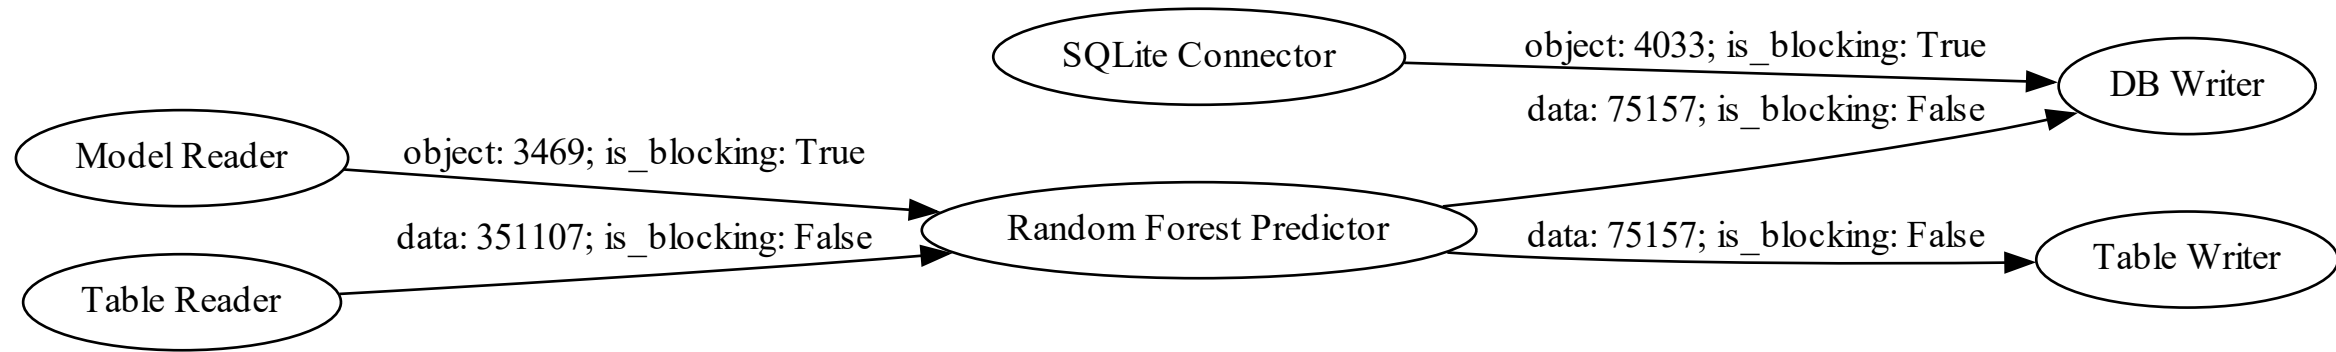 SQLite Connector
object: 4033; is_blocking: True
DB Writer
data: 75157; is_blocking: False
Model Reader
object: 3469; is_blocking: True
Random Forest Predictor
data: 351107; is_blocking: False
data: 75157; is_blocking: False
Table Writer
Table Reader